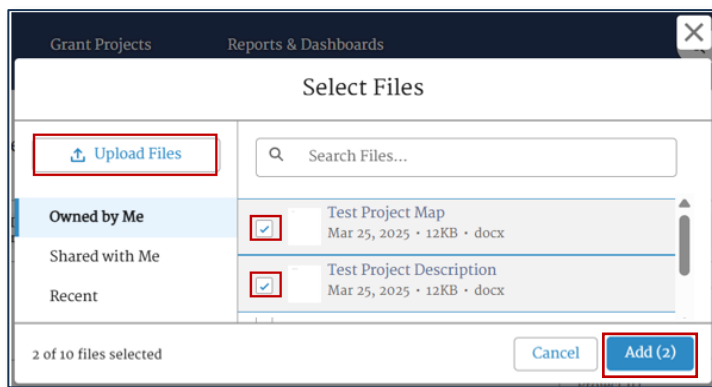 Grant Projects
Reports & Dashboards
Select Files
Upload Files
Search Files...
Owned by Me
Shared with Me
Recent
Test Project Map
Mar 25, 2025 • 12KB • docx
Test Project Description
Mar 25, 2025 • 12KB • docx
2 of 10 files selected
Cancel
Add (2)